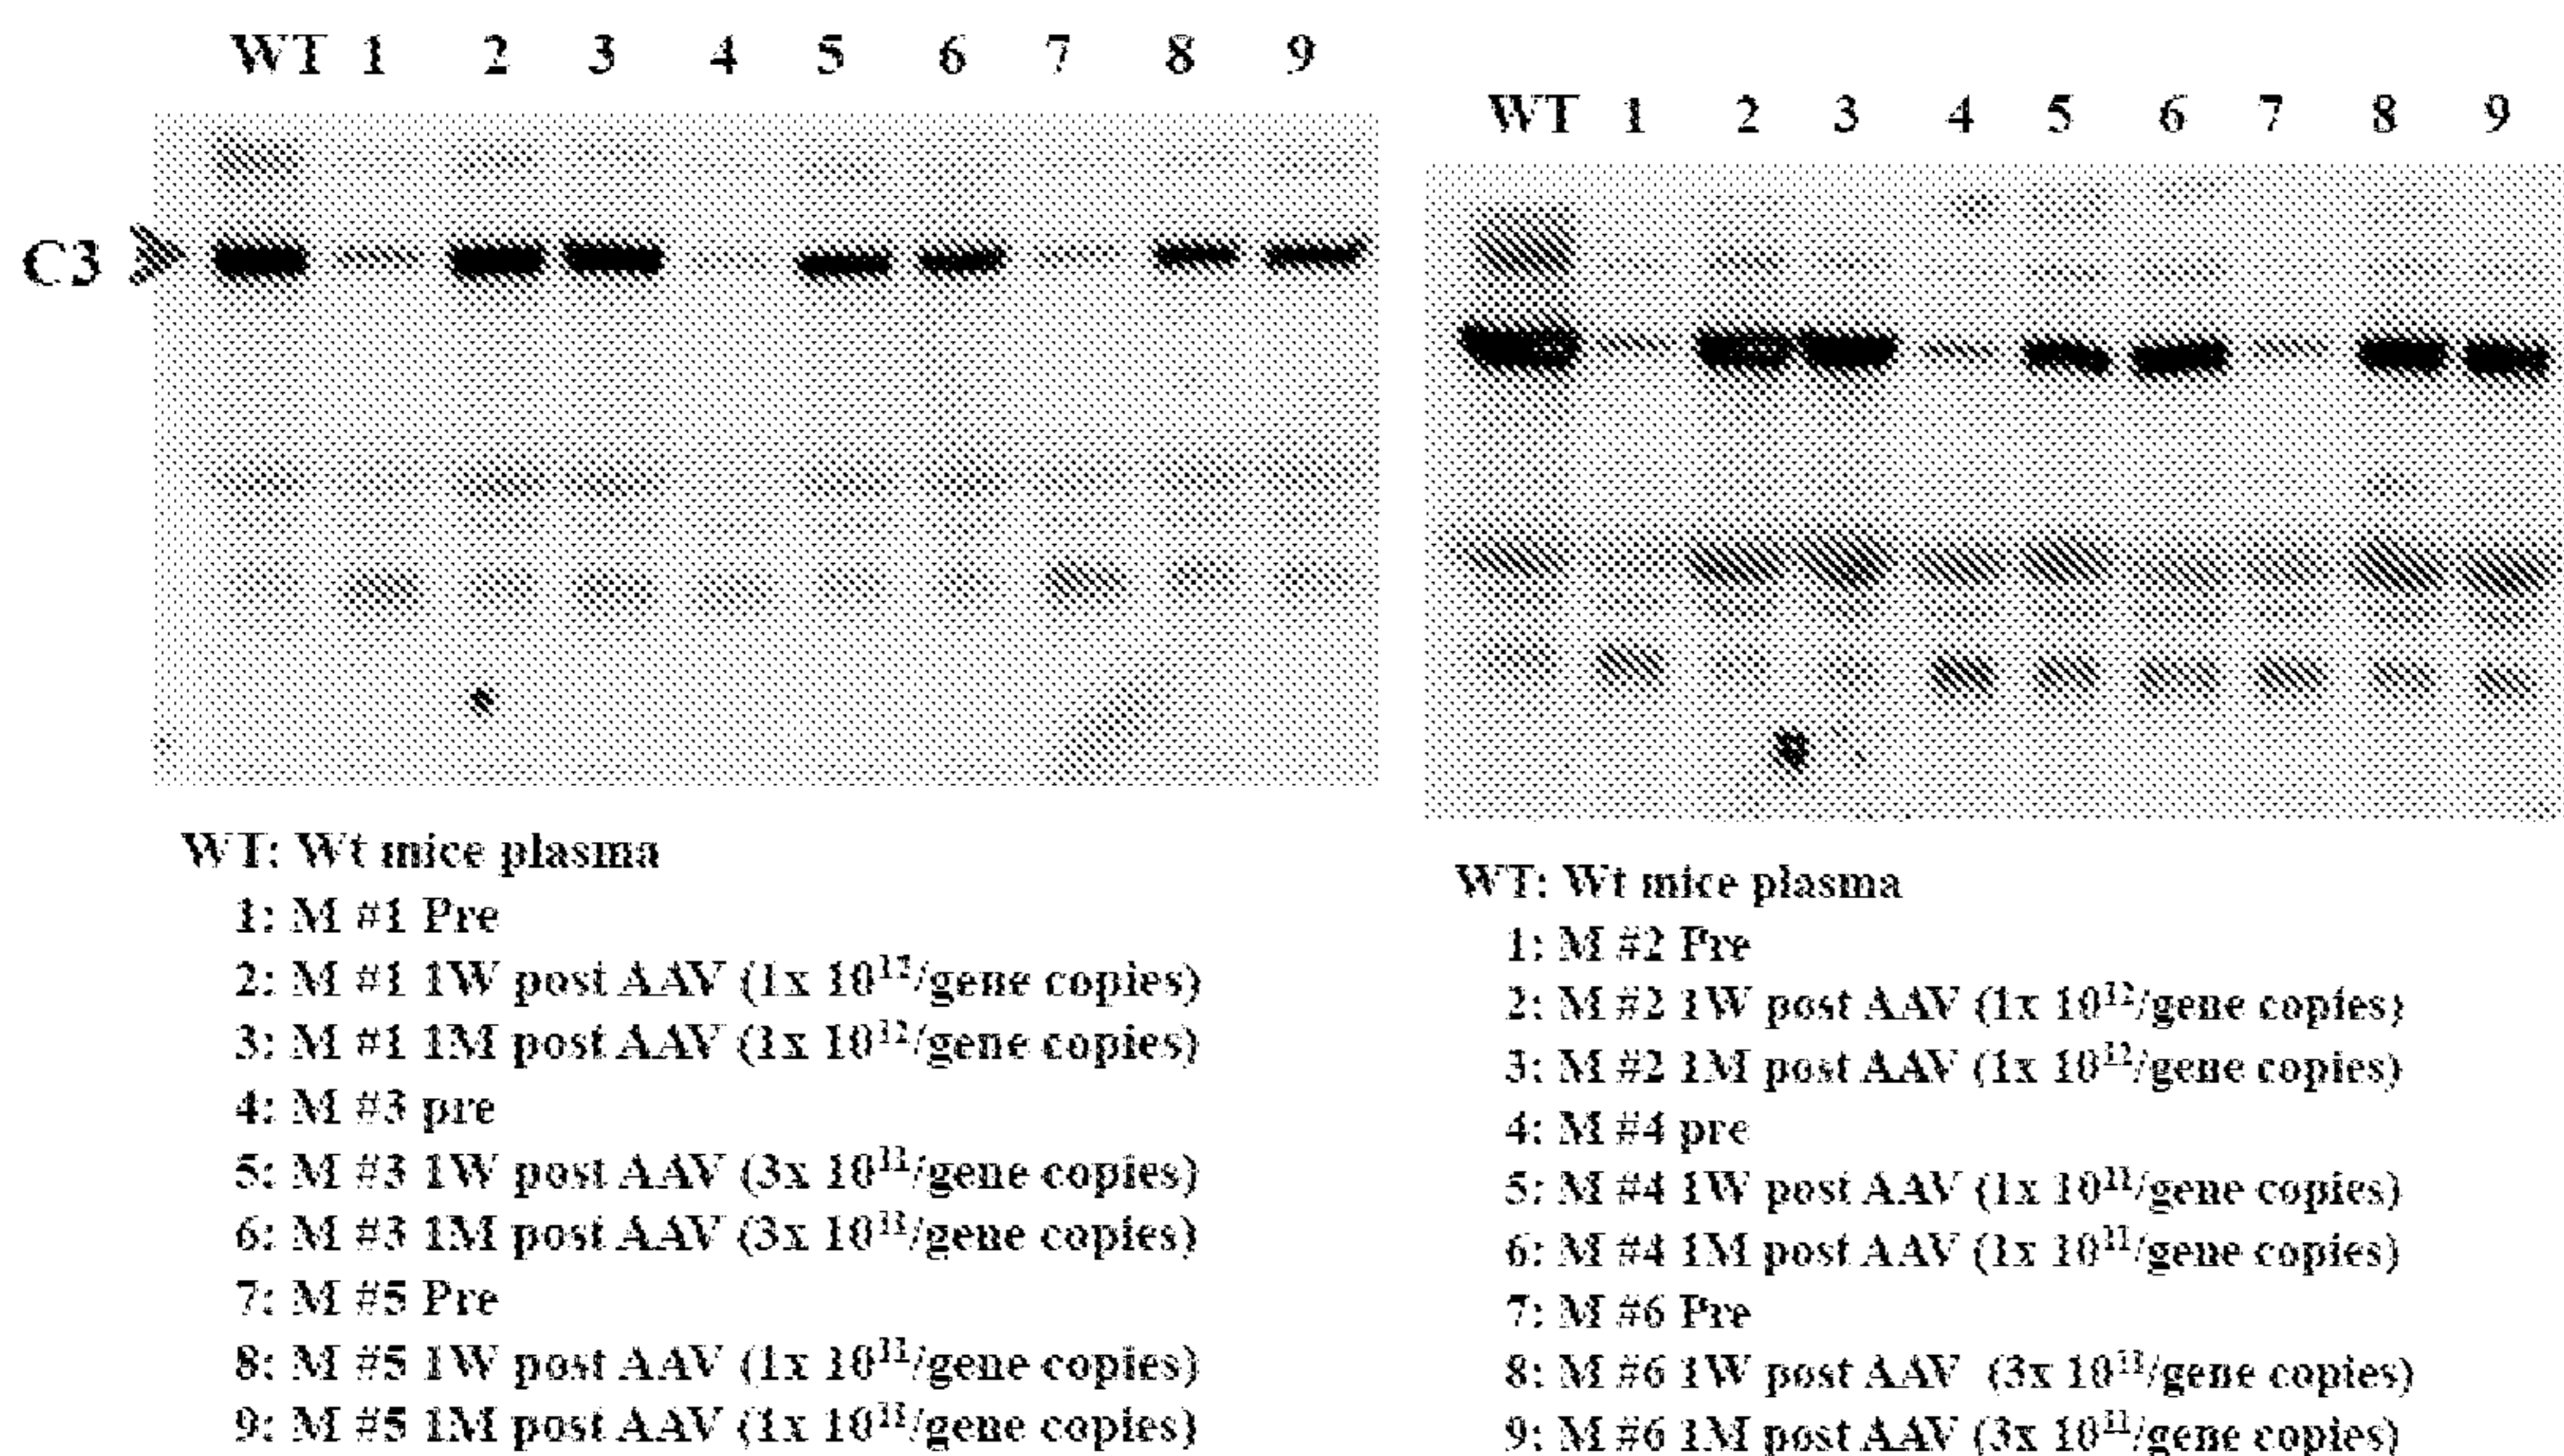 WT 1 2 3 4 5 6 7 8 9
C3
WT: Wt mice plasma
1: M #1 Pre
2: M #1 1W post AAV (1x 10¹²/gene copies)
3: M #1 1M post AAV (1x 10¹²/gene copies)
4: M #3 pre
5: M #3 1W post AAV (3x 10¹¹/gene copies)
6: M #3 1M post AAV (3x 10¹¹/gene copies)
7: M #5 Pre
8: M #5 1W post AAV (1x 10¹¹/gene copies)
9: M #5 1M post AAV (1x 10¹¹/gene copies)
WT 1 2 3 4 5 6 7 8 9
WT: Wt mice plasma
1: M #2 Pre
2: M #2 1W post AAV (1x 10¹²/gene copies)
3: M #2 1M post AAV (1x 10¹²/gene copies)
4: M #4 pre
5: M #4 1W post AAV (1x 10¹¹/gene copies)
6: M #4 1M post AAV (1x 10¹¹/gene copies)
7: M #6 Pre
8: M #6 1W post AAV (3x 10¹¹/gene copies)
9: M #6 1M post AAV (3x 10¹¹/gene copies)